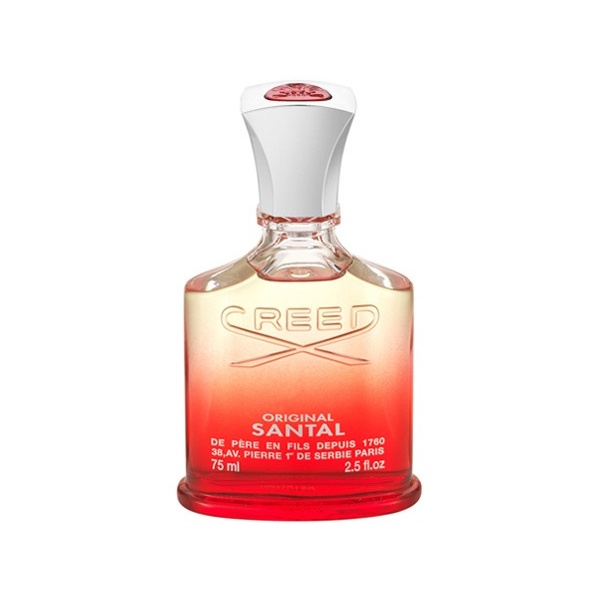 CREED
ORIGINAL
SANTAL
DE PÈRE EN FILS DEPUIS 1760
38,AV. PIERRE 1ᵉʳ DE SERBIE PARIS
75 ml 2.5 fl.oz